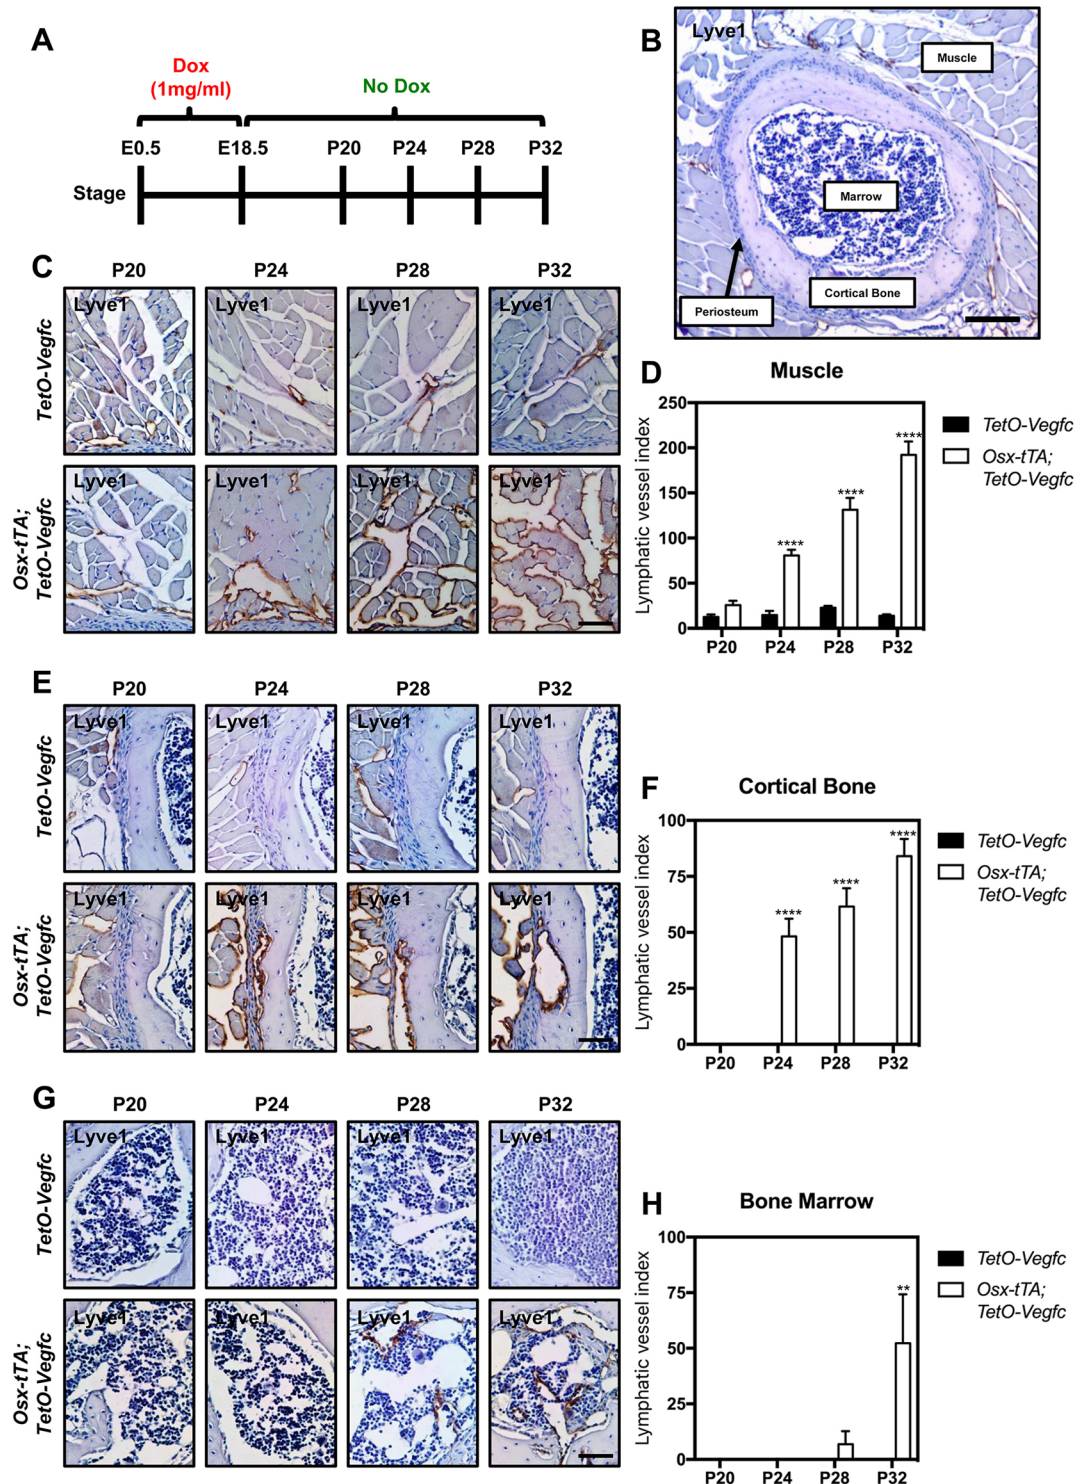 A
Dox
(1mg/ml)
No Dox
E0.5 E18.5 P20 P24 P28 P32
Stage
B
Lyve1
Muscle
Marrow
Cortical Bone
Periosteum
C
P20 P24 P28 P32
TetO-Vegfc
Lyve1 Lyve1 Lyve1 Lyve1
Osx-tTA;
TetO-Vegfc
Lyve1 Lyve1 Lyve1 Lyve1
D
Muscle
Lymphatic vessel index
250
200
150
100
50
0
**** **** ****
P20 P24 P28 P32
TetO-Vegfc
Osx-tTA;
TetO-Vegfc
E
P20 P24 P28 P32
TetO-Vegfc
Lyve1 Lyve1 Lyve1 Lyve1
Osx-tTA;
TetO-Vegfc
Lyve1 Lyve1 Lyve1 Lyve1
F
Cortical Bone
Lymphatic vessel index
100
75
50
25
0
**** **** ****
P20 P24 P28 P32
TetO-Vegfc
Osx-tTA;
TetO-Vegfc
G
P20 P24 P28 P32
TetO-Vegfc
Lyve1 Lyve1 Lyve1 Lyve1
Osx-tTA;
TetO-Vegfc
Lyve1 Lyve1 Lyve1 Lyve1
H
Bone Marrow
Lymphatic vessel index
100
75
50
25
0
**
P20 P24 P28 P32
TetO-Vegfc
Osx-tTA;
TetO-Vegfc